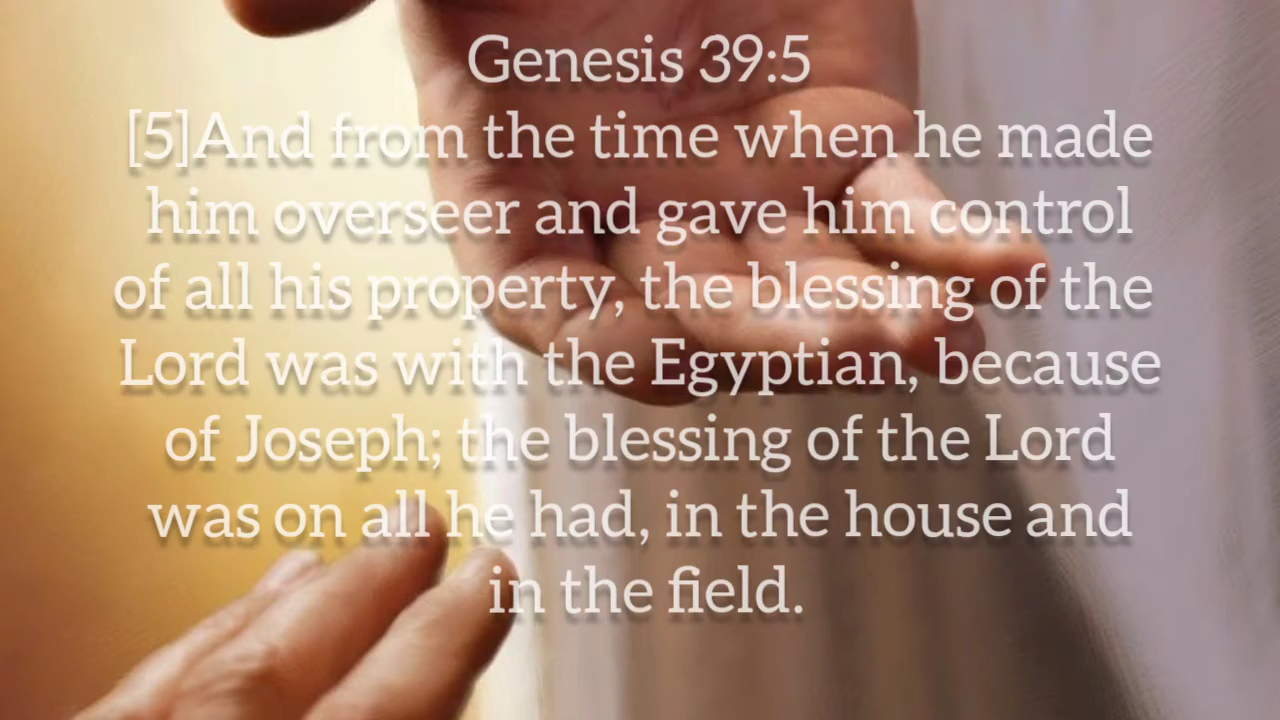 Genesis 39:5
[5]And from the time when he made
him overseer and gave him control
of all his property, the blessing of the
Lord was with the Egyptian, because
of Joseph; the blessing of the Lord
was on all he had, in the house and
in the field.